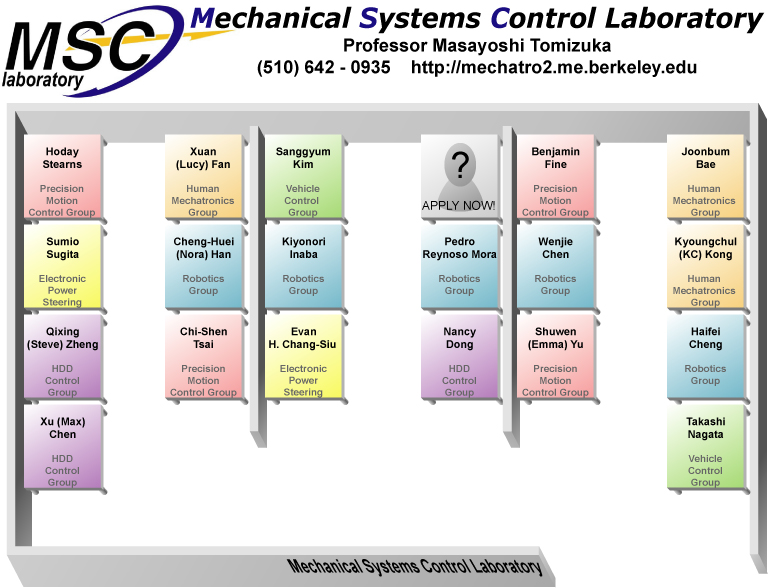 MSC
laboratory
Mechanical Systems Control Laboratory
Professor Masayoshi Tomizuka
(510) 642 - 0935 http://mechatro2.me.berkeley.edu
Hoday
Stearns
Precision
Motion
Control Group
Sumio
Sugita
Electronic
Power
Steering
Qixing
(Steve) Zheng
HDD
Control
Group
Xu (Max)
Chen
HDD
Control
Group
Xuan
(Lucy) Fan
Human
Mechatronics
Group
Cheng-Huei
(Nora) Han
Robotics
Group
Chi-Shen
Tsai
Precision
Motion
Control Group
Sanggyum
Kim
Vehicle
Control
Group
Kiyonori
Inaba
Robotics
Group
Evan
H. Chang-Siu
Electronic
Power
Steering
?
APPLY NOW!
Pedro
Reynoso Mora
Robotics
Group
Nancy
Dong
HDD
Control
Group
Benjamin
Fine
Precision
Motion
Control Group
Wenjie
Chen
Robotics
Group
Shuwen
(Emma) Yu
Precision
Motion
Control Group
Joonbum
Bae
Human
Mechatronics
Group
Kyoungchul
(KC) Kong
Human
Mechatronics
Group
Haifei
Cheng
Robotics
Group
Takashi
Nagata
Vehicle
Control
Group
Mechanical Systems Control Laboratory